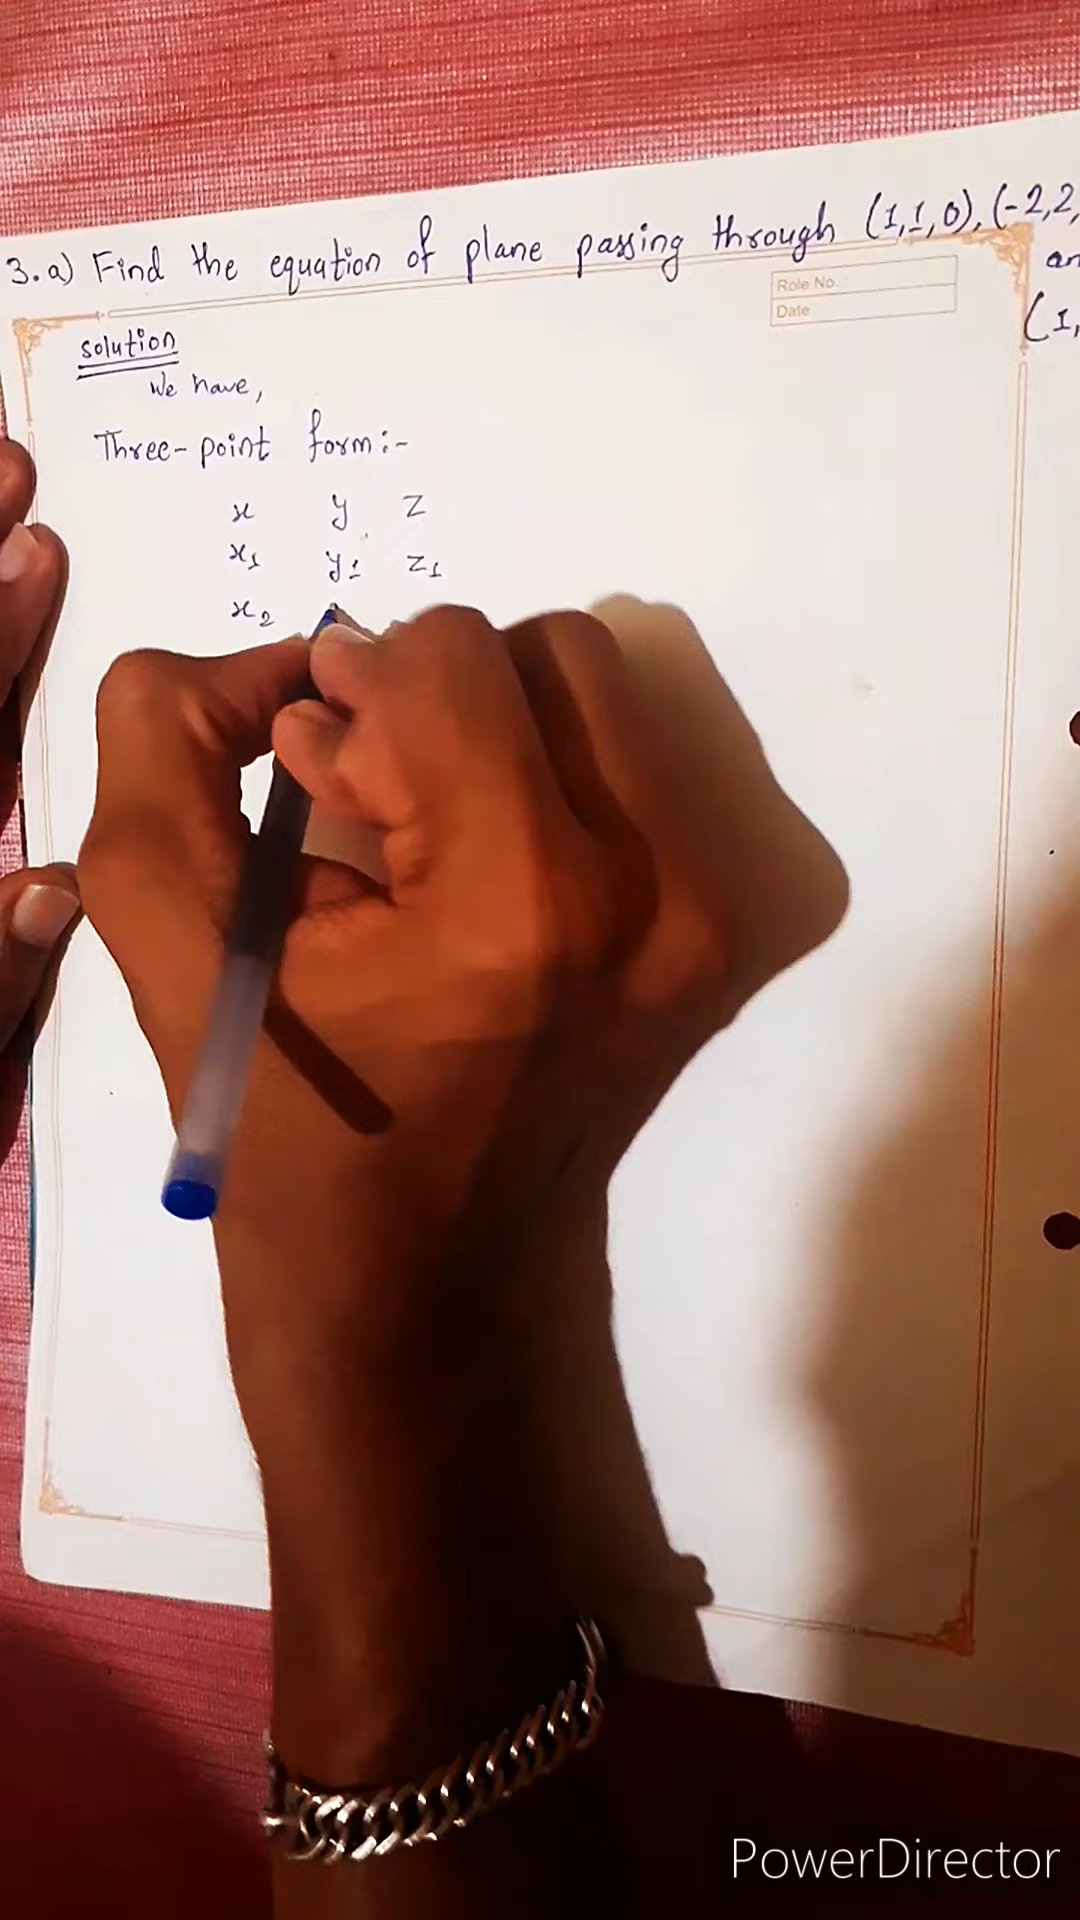 3. a) Find the equation of plane passing through (1,1,0), (-2,2,
(1,
Role No.
Date
solution
We have,
Three-point form:-
x y z
x₁ y₁ z₁
x₂
PowerDirector